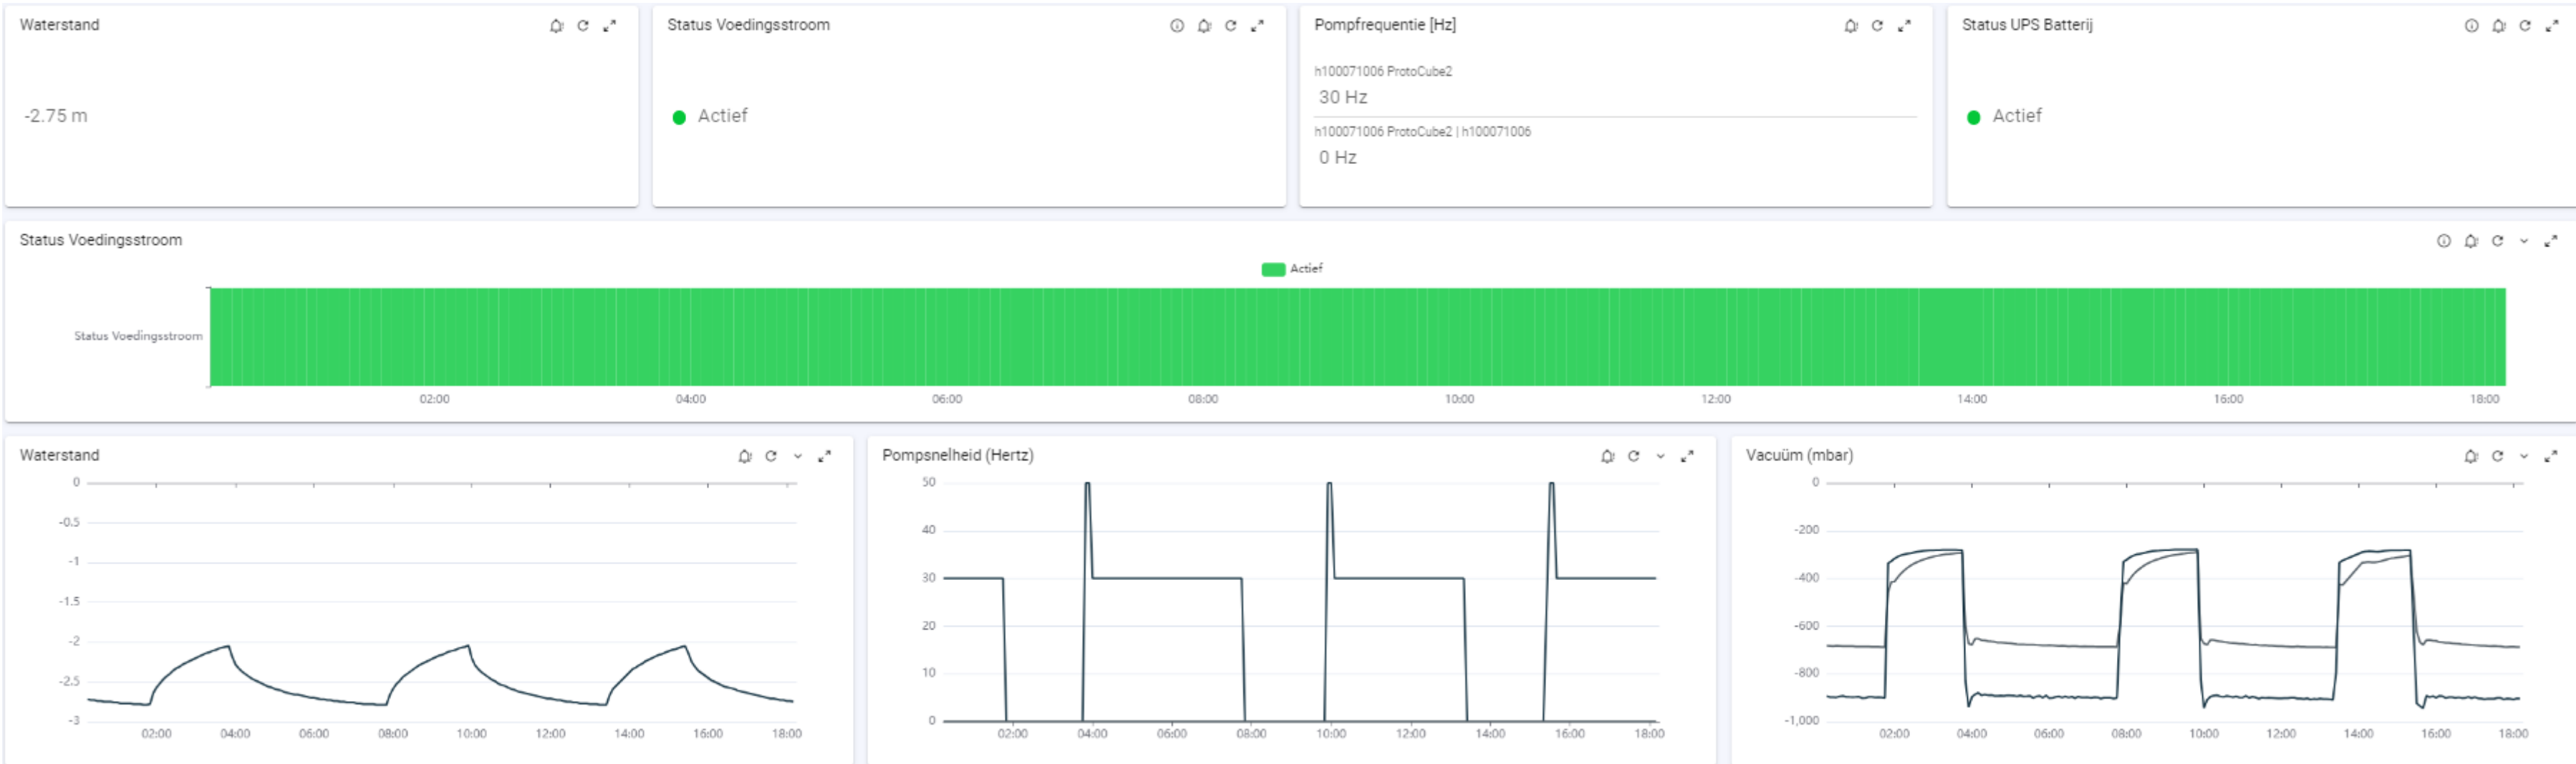 Waterstand
-2.75 m
Status Voedingsstroom
Actief
Pompfrequentie [Hz]
h100071006 ProtoCube2
30 Hz
h100071006 ProtoCube2 | h100071006
0 Hz
Status UPS Batterij
Actief
Status Voedingsstroom
Actief
Status Voedingsstroom
02:00 04:00 06:00 08:00 10:00 12:00 14:00 16:00 18:00
Waterstand
0
-0.5
-1
-1.5
-2
-2.5
-3
02:00 04:00 06:00 08:00 10:00 12:00 14:00 16:00 18:00
Pompsnelheid (Hertz)
50
40
30
20
10
0
02:00 04:00 06:00 08:00 10:00 12:00 14:00 16:00 18:00
Vacuüm (mbar)
0
-200
-400
-600
-800
-1,000
02:00 04:00 06:00 08:00 10:00 12:00 14:00 16:00 18:00